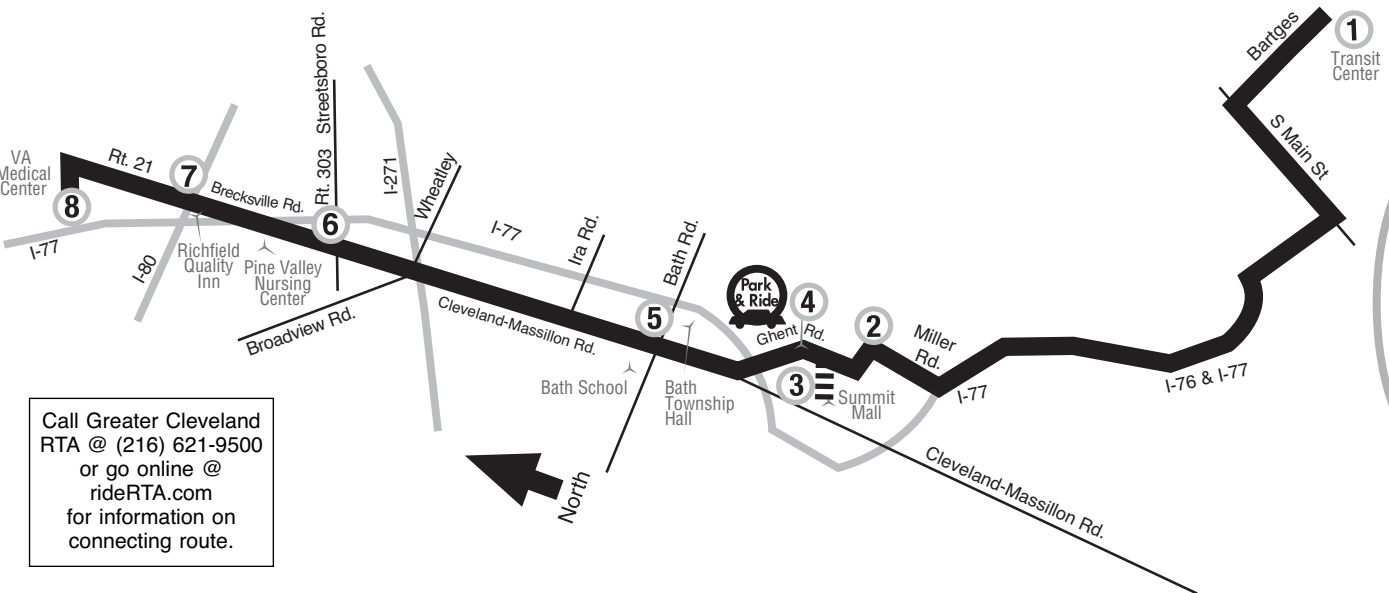 Bartges
1
Transit
Center
S Main St
Streetsboro Rd.
Rt. 303
I-271
Wheatley
VA
Medical
Center
Rt. 21
7
Brecksville Rd.
8
6
I-77
I-77
I-80
Richfield
Quality
Inn
Pine Valley
Nursing
Center
Broadview Rd.
Cleveland-Massillon Rd.
Ira Rd.
Bath Rd.
5
Park
& Ride
4
Ghent Rd.
2
Miller
Rd.
3
Summit
Mall
I-77
I-76 & I-77
Bath School
Bath
Township
Hall
Cleveland-Massillon Rd.
North
Call Greater Cleveland
RTA @ (216) 621-9500
or go online @
rideRTA.com
for information on
connecting route.